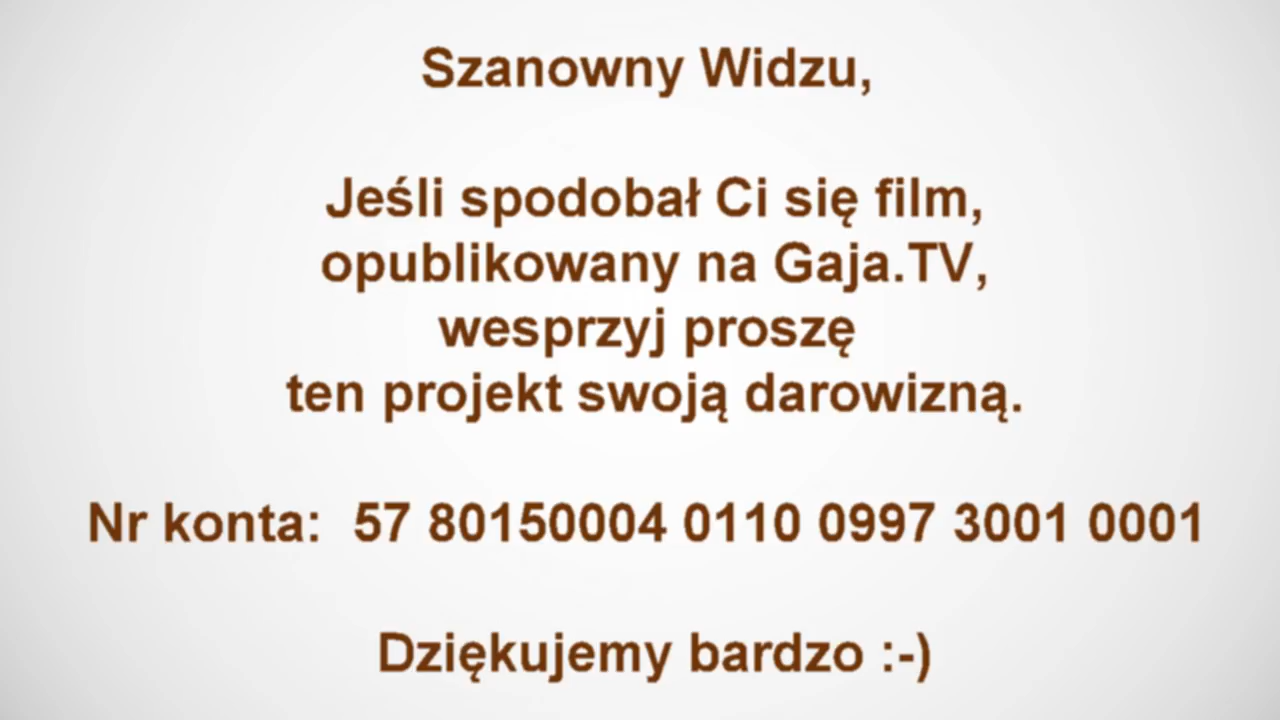 Szanowny Widzu,
Jeśli spodobał Ci się film,
opublikowany na Gaja.TV,
wesprzyj proszę
ten projekt swoją darowizną.
Nr konta: 57 80150004 0110 0997 3001 0001
Dziękujemy bardzo :-)